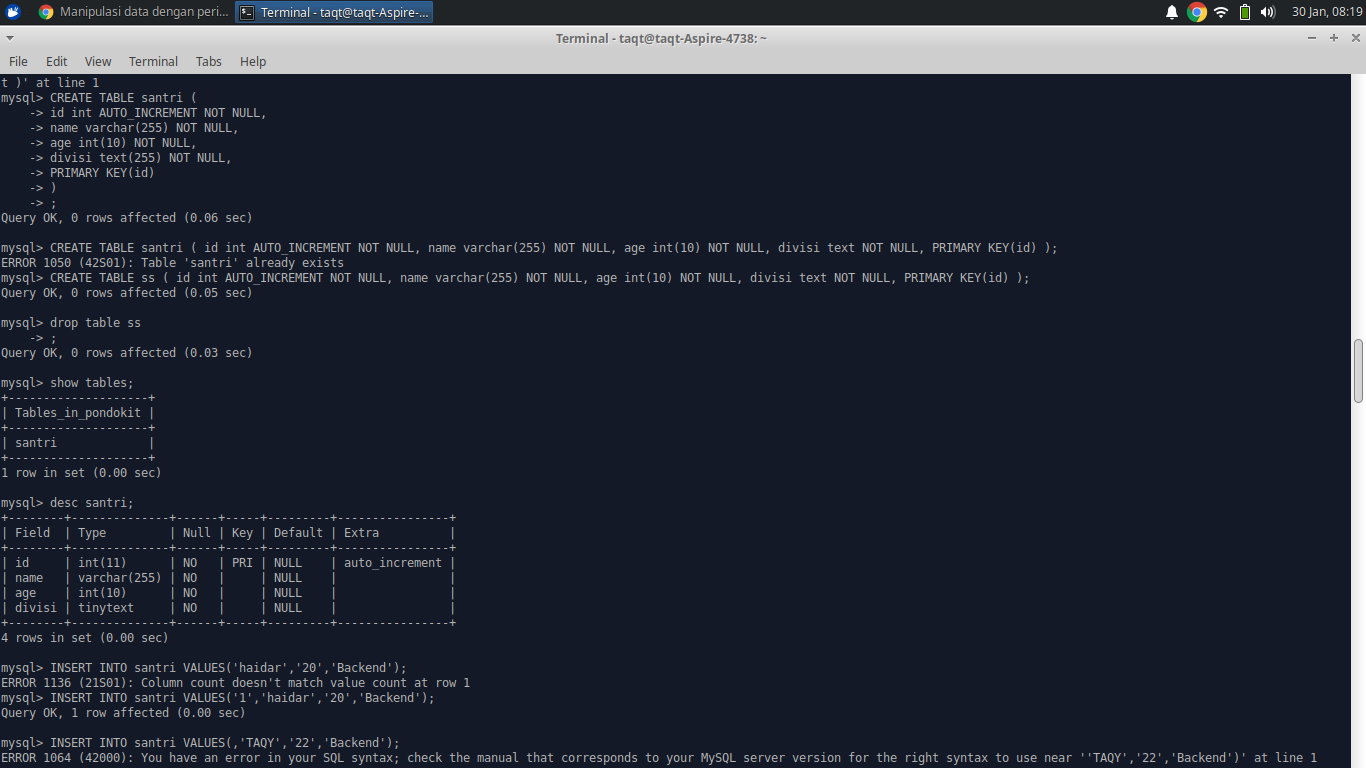 Manipulasi data dengan peri...
Terminal - taqt@taqt-Aspire-...
30 Jan, 08:19
Terminal - taqt@taqt-Aspire-4738: ~
File Edit View Terminal Tabs Help
t )' at line 1
mysql> CREATE TABLE santri (
    -> id int AUTO_INCREMENT NOT NULL,
    -> name varchar(255) NOT NULL,
    -> age int(10) NOT NULL,
    -> divisi text(255) NOT NULL,
    -> PRIMARY KEY(id)
    -> )
    -> ;
Query OK, 0 rows affected (0.06 sec)
mysql> CREATE TABLE santri ( id int AUTO_INCREMENT NOT NULL, name varchar(255) NOT NULL, age int(10) NOT NULL, divisi text NOT NULL, PRIMARY KEY(id) );
ERROR 1050 (42S01): Table 'santri' already exists
mysql> CREATE TABLE ss ( id int AUTO_INCREMENT NOT NULL, name varchar(255) NOT NULL, age int(10) NOT NULL, divisi text NOT NULL, PRIMARY KEY(id) );
Query OK, 0 rows affected (0.05 sec)
mysql> drop table ss
    -> ;
Query OK, 0 rows affected (0.03 sec)
mysql> show tables;
+--------------------+
| Tables_in_pondokit |
+--------------------+
| santri             |
+--------------------+
1 row in set (0.00 sec)
mysql> desc santri;
+--------+--------------+------+-----+---------+----------------+
| Field  | Type         | Null | Key | Default | Extra          |
+--------+--------------+------+-----+---------+----------------+
| id     | int(11)      | NO   | PRI | NULL    | auto_increment |
| name   | varchar(255) | NO   |     | NULL    |                |
| age    | int(10)      | NO   |     | NULL    |                |
| divisi | tinytext     | NO   |     | NULL    |                |
+--------+--------------+------+-----+---------+----------------+
4 rows in set (0.00 sec)
mysql> INSERT INTO santri VALUES('haidar','20','Backend');
ERROR 1136 (21S01): Column count doesn't match value count at row 1
mysql> INSERT INTO santri VALUES('1','haidar','20','Backend');
Query OK, 1 row affected (0.00 sec)
mysql> INSERT INTO santri VALUES(,'TAQY','22','Backend');
ERROR 1064 (42000): You have an error in your SQL syntax; check the manual that corresponds to your MySQL server version for the right syntax to use near ''TAQY','22','Backend')' at line 1